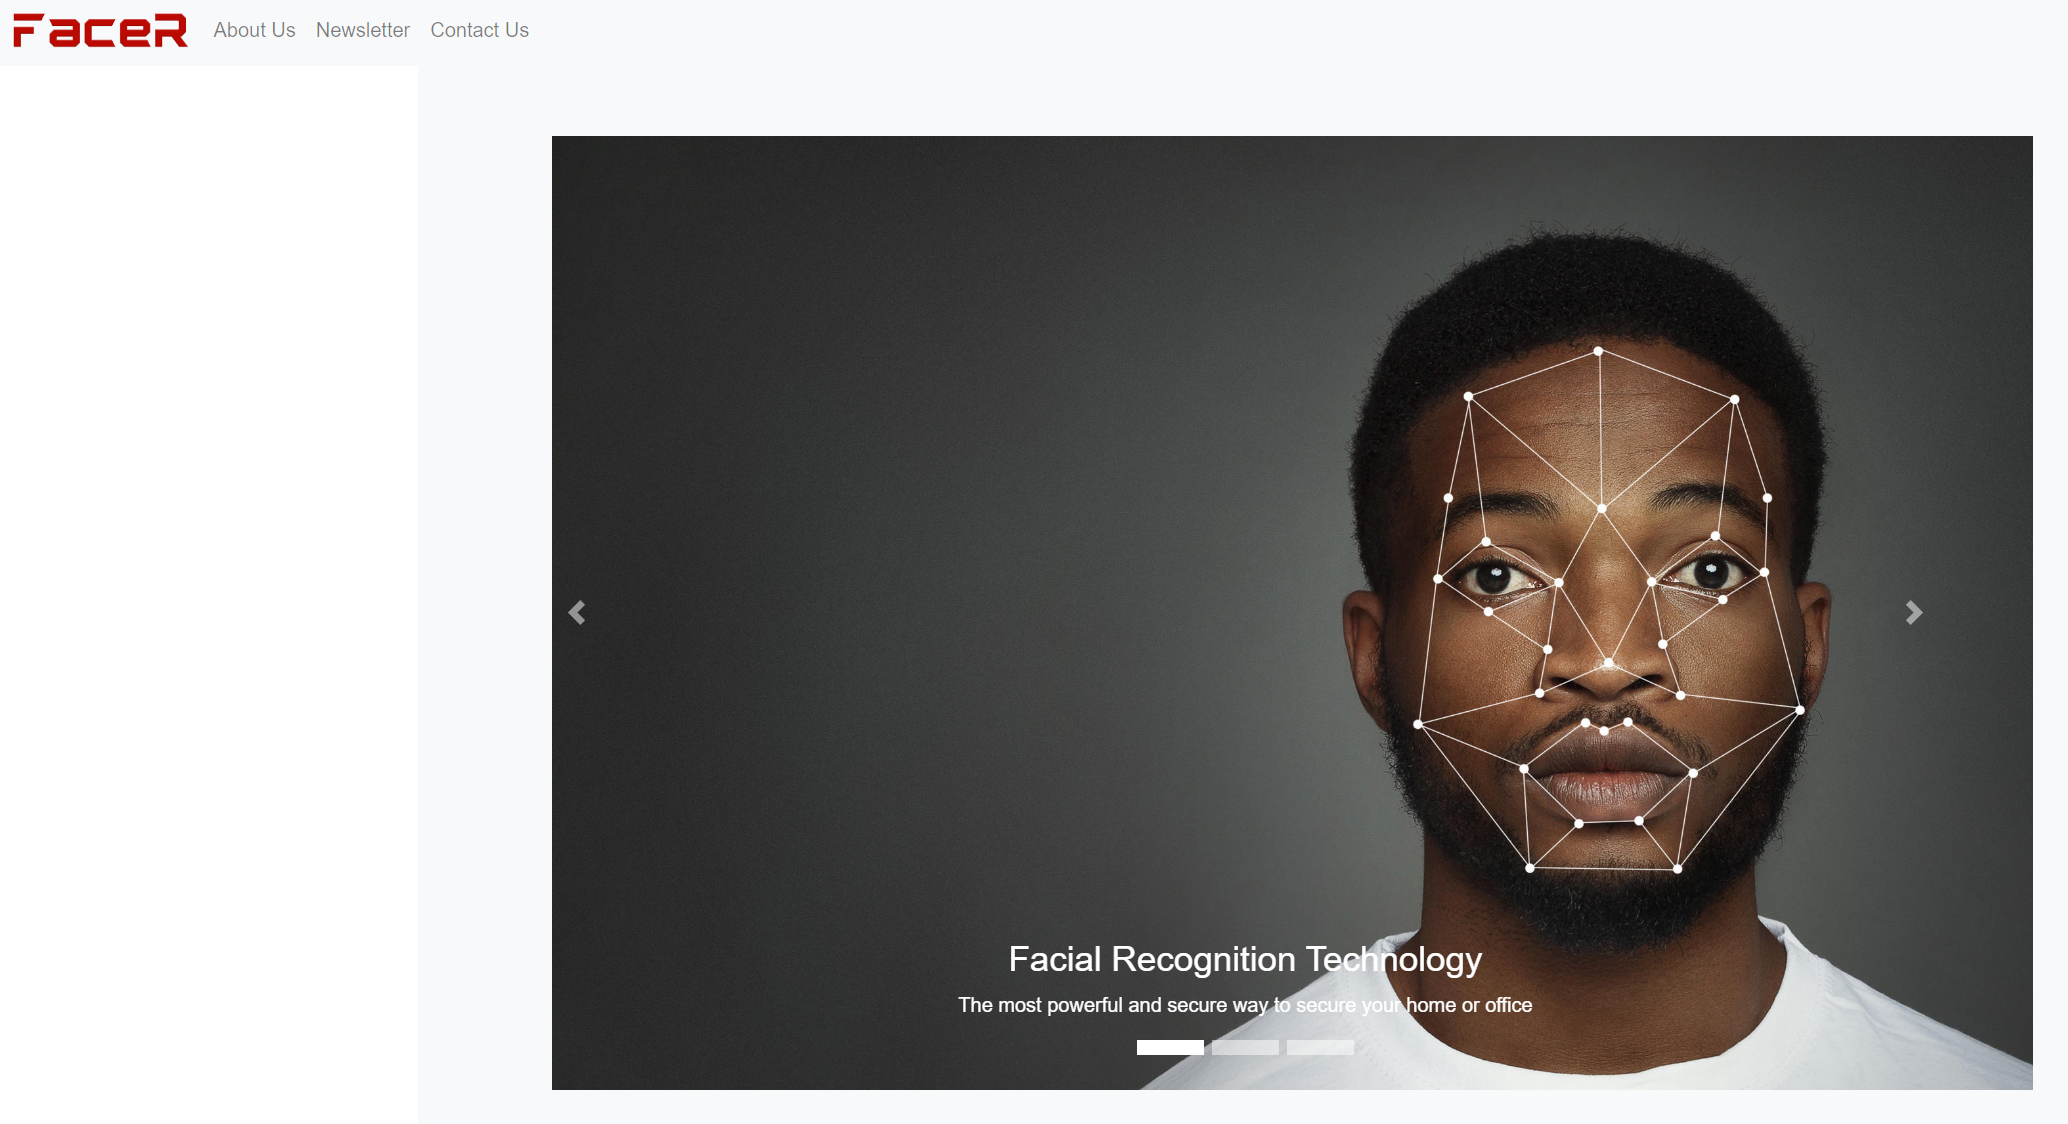 FaceR
About Us Newsletter Contact Us
Facial Recognition Technology
The most powerful and secure way to secure your home or office